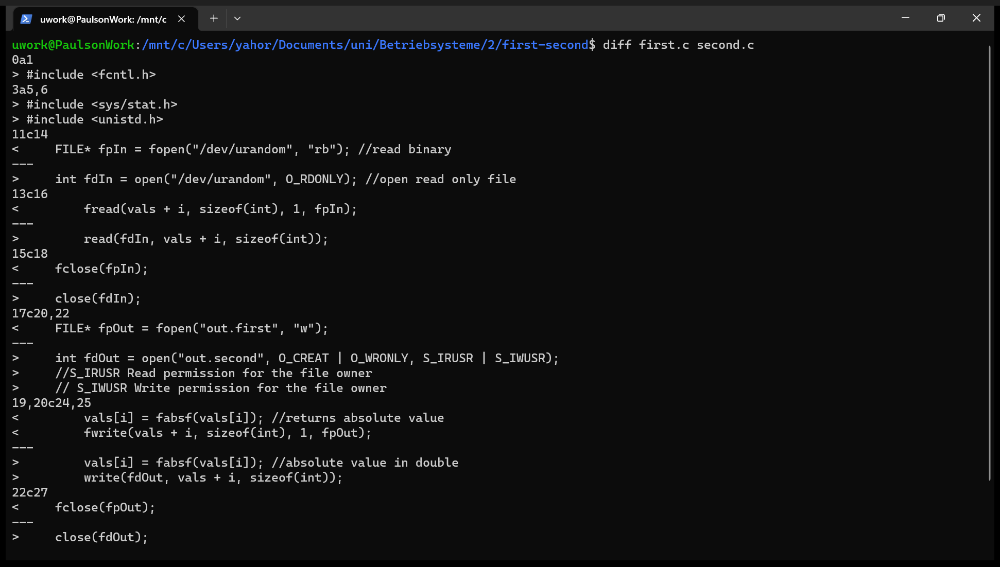 uwork@PaulsonWork: /mnt/c
uwork@PaulsonWork:/mnt/c/Users/yahor/Documents/uni/Betriebsysteme/2/first-second$ diff first.c second.c
0a1
> #include <fcntl.h>
3a5,6
> #include <sys/stat.h>
> #include <unistd.h>
11c14
<     FILE* fpIn = fopen("/dev/urandom", "rb"); //read binary
---
>     int fdIn = open("/dev/urandom", O_RDONLY); //open read only file
13c16
<         fread(vals + i, sizeof(int), 1, fpIn);
---
>         read(fdIn, vals + i, sizeof(int));
15c18
<     fclose(fpIn);
---
>     close(fdIn);
17c20,22
<     FILE* fpOut = fopen("out.first", "w");
---
>     int fdOut = open("out.second", O_CREAT | O_WRONLY, S_IRUSR | S_IWUSR);
>     //S_IRUSR Read permission for the file owner
>     // S_IWUSR Write permission for the file owner
19,20c24,25
<         vals[i] = fabsf(vals[i]); //returns absolute value
<         fwrite(vals + i, sizeof(int), 1, fpOut);
---
>         vals[i] = fabsf(vals[i]); //absolute value in double
>         write(fdOut, vals + i, sizeof(int));
22c27
<     fclose(fpOut);
---
>     close(fdOut);